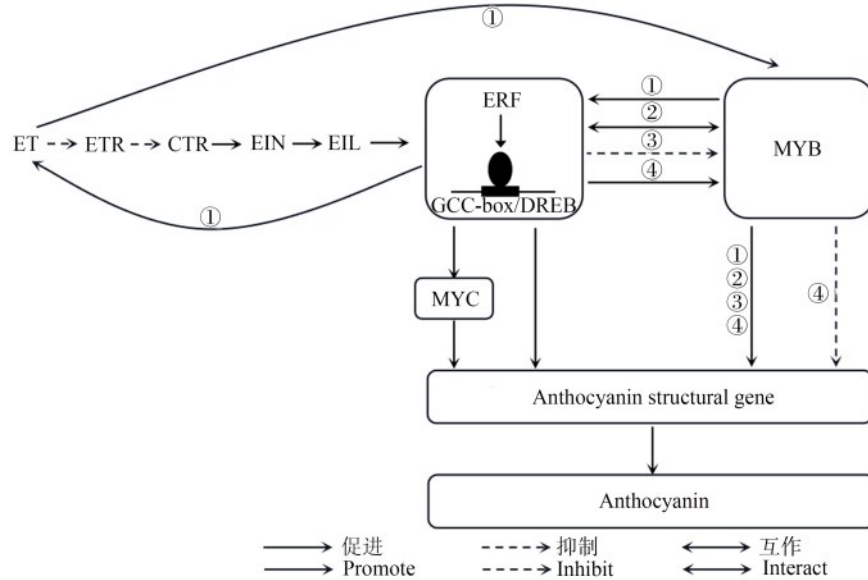 ①
ERF
①
②
③
④
MYB
ET
ETR
CTR
EIN
EIL
GCC-box/DREB
①
MYC
①
②
③
④
④
Anthocyanin structural gene
Anthocyanin
促进
Promote
抑制
Inhibit
互作
Interact